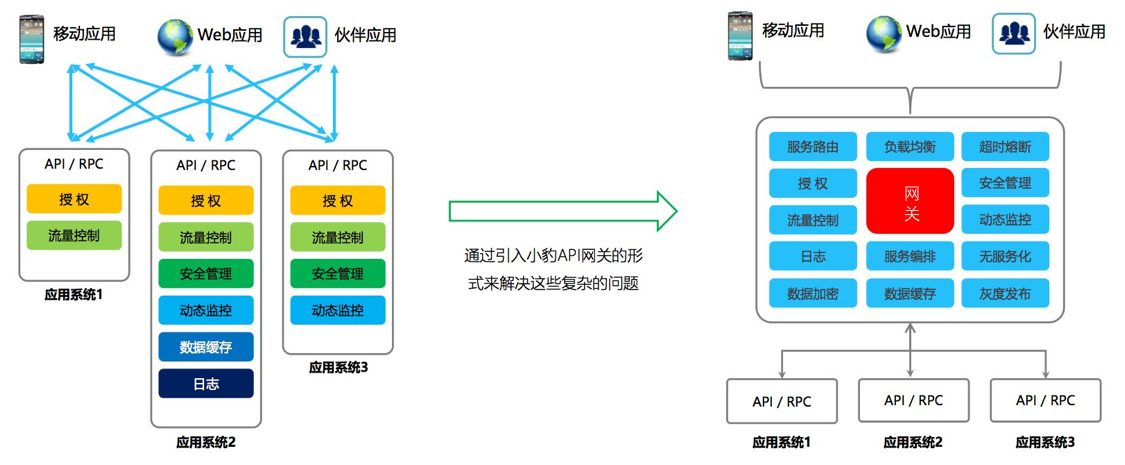 移动应用
Web应用
伙伴应用
API / RPC
授 权
流量控制
应用系统1
API / RPC
授 权
流量控制
安全管理
动态监控
数据缓存
日志
应用系统2
API / RPC
授 权
流量控制
安全管理
动态监控
应用系统3
通过引入小豹API网关的形
式来解决这些复杂的问题
移动应用
Web应用
伙伴应用
服务路由
负载均衡
超时熔断
授 权
网
关
安全管理
流量控制
动态监控
日志
服务编排
无服务化
数据加密
数据缓存
灰度发布
API / RPC
API / RPC
API / RPC
应用系统1
应用系统2
应用系统3